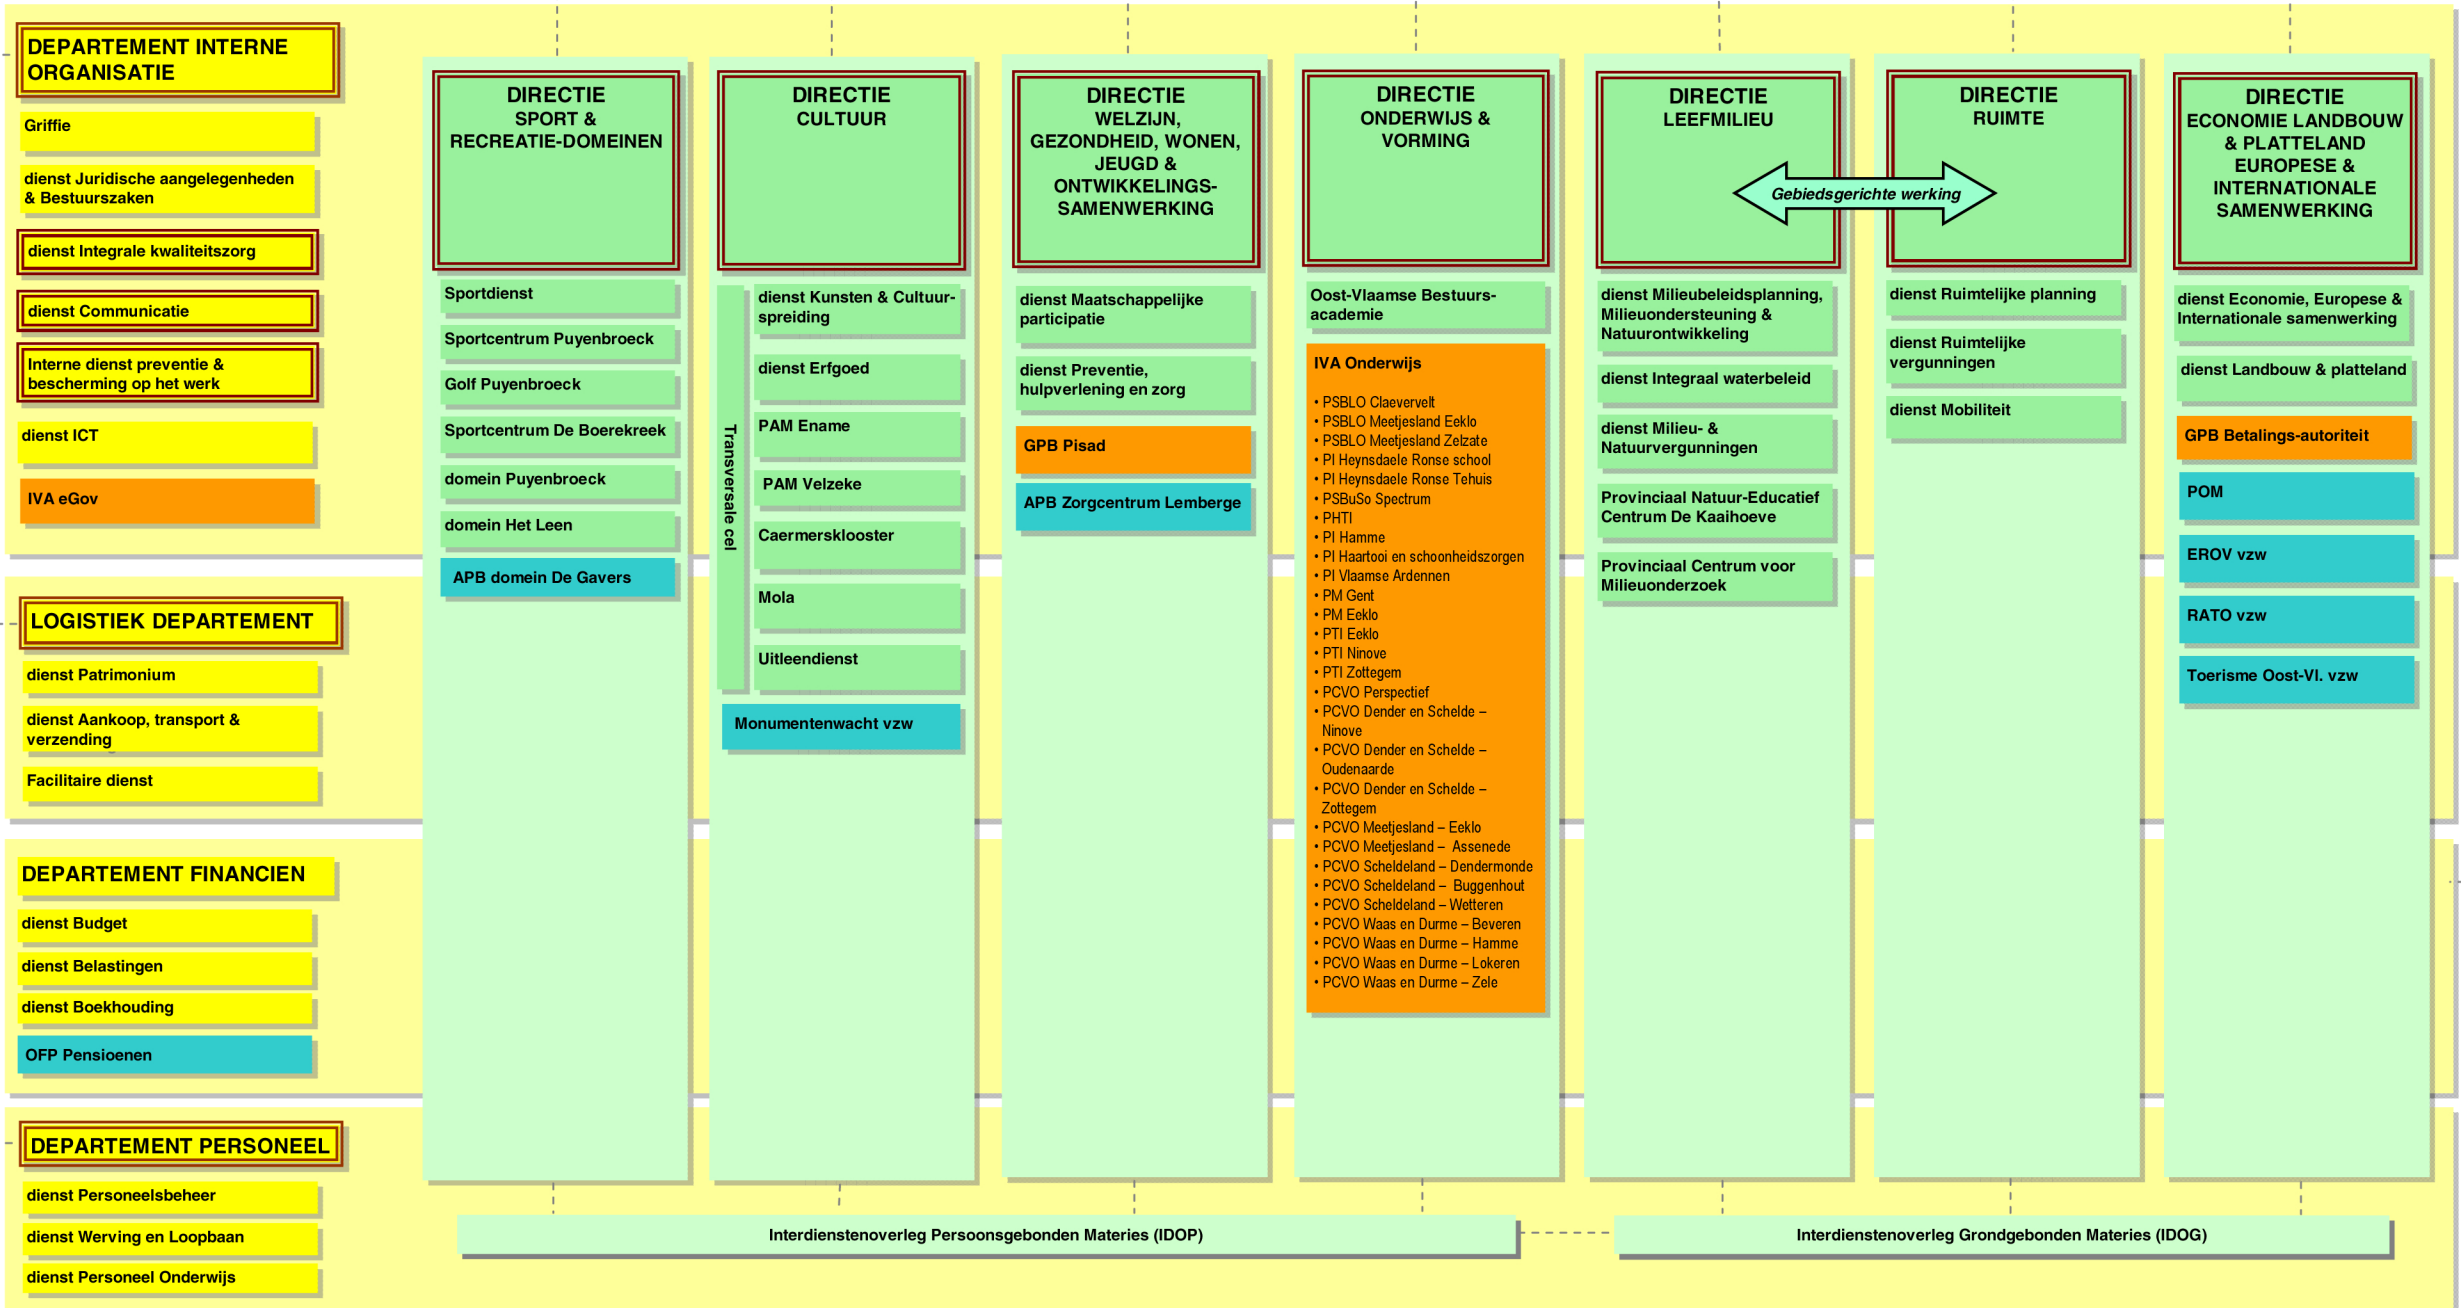 DEPARTEMENT INTERNE
ORGANISATIE
Griffie
dienst Juridische aangelegenheden
& Bestuurszaken
dienst Integrale kwaliteitszorg
dienst Communicatie
Interne dienst preventie &
bescherming op het werk
dienst ICT
IVA eGov
LOGISTIEK DEPARTEMENT
dienst Patrimonium
dienst Aankoop, transport &
verzending
Facilitaire dienst
DEPARTEMENT FINANCIEN
dienst Budget
dienst Belastingen
dienst Boekhouding
OFP Pensioenen
DEPARTEMENT PERSONEEL
dienst Personeelsbeheer
dienst Werving en Loopbaan
dienst Personeel Onderwijs
DIRECTIE
SPORT &
RECREATIE-DOMEINEN
Sportdienst
Sportcentrum Puyenbroeck
Golf Puyenbroeck
Sportcentrum De Boerekreek
domein Puyenbroeck
domein Het Leen
APB domein De Gavers
DIRECTIE
CULTUUR
Transversale cel
dienst Kunsten & Cultuur-
spreiding
dienst Erfgoed
PAM Ename
PAM Velzeke
Caermersklooster
Mola
Uitleendienst
Monumentenwacht vzw
DIRECTIE
WELZIJN,
GEZONDHEID, WONEN,
JEUGD &
ONTWIKKELINGS-
SAMENWERKING
dienst Maatschappelijke
participatie
dienst Preventie,
hulpverlening en zorg
GPB Pisad
APB Zorgcentrum Lemberge
DIRECTIE
ONDERWIJS &
VORMING
Oost-Vlaamse Bestuurs-
academie
IVA Onderwijs
• PSBLO Claevervelt
• PSBLO Meetjesland Eeklo
• PSBLO Meetjesland Zelzate
• PI Heynsdaele Ronse school
• PI Heynsdaele Ronse Tehuis
• PSBuSo Spectrum
• PHTI
• PI Hamme
• PI Haartooi en schoonheidszorgen
• PI Vlaamse Ardennen
• PM Gent
• PM Eeklo
• PTI Eeklo
• PTI Ninove
• PTI Zottegem
• PCVO Perspectief
• PCVO Dender en Schelde –
Ninove
• PCVO Dender en Schelde –
Oudenaarde
• PCVO Dender en Schelde –
Zottegem
• PCVO Meetjesland – Eeklo
• PCVO Meetjesland – Assenede
• PCVO Scheldeland – Dendermonde
• PCVO Scheldeland – Buggenhout
• PCVO Scheldeland – Wetteren
• PCVO Waas en Durme – Beveren
• PCVO Waas en Durme – Hamme
• PCVO Waas en Durme – Lokeren
• PCVO Waas en Durme – Zele
DIRECTIE
LEEFMILIEU
Gebiedsgerichte werking
dienst Milieubeleidsplanning,
Milieuondersteuning &
Natuurontwikkeling
dienst Integraal waterbeleid
dienst Milieu- &
Natuurvergunningen
Provinciaal Natuur-Educatief
Centrum De Kaaihoeve
Provinciaal Centrum voor
Milieuonderzoek
DIRECTIE
RUIMTE
dienst Ruimtelijke planning
dienst Ruimtelijke
vergunningen
dienst Mobiliteit
DIRECTIE
ECONOMIE LANDBOUW
& PLATTELAND
EUROPESE &
INTERNATIONALE
SAMENWERKING
dienst Economie, Europese &
Internationale samenwerking
dienst Landbouw & platteland
GPB Betalings-autoriteit
POM
EROV vzw
RATO vzw
Toerisme Oost-Vl. vzw
Interdienstenoverleg Persoonsgebonden Materies (IDOP)
Interdienstenoverleg Grondgebonden Materies (IDOG)